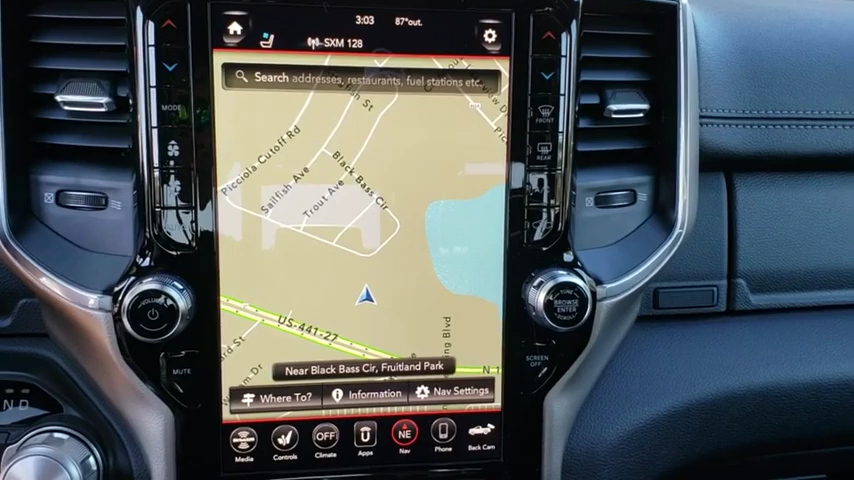 3:03 87°out.
SXM 128
Search addresses, restaurants, fuel stations etc.
MODE
FRONT
REAR
Picciola Cutoff Rd
Sailfish Ave
Trout Ave
Black Bass Cir
US-441-27
VOLUME
MUTE
TUNE
BROWSE
ENTER
SCROLL
SCREEN
OFF
Near Black Bass Cir, Fruitland Park
Where To? Information Nav Settings
OFF U NE
Media Controls Climate Apps Nav Phone Back Cam
N D